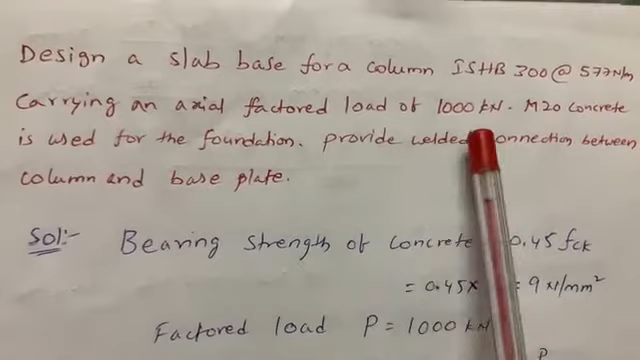 Design a slab base for a column ISHB 300 @ 577 N/m
Carrying an axial factored load of 1000 kN. M20 concrete
is used for the foundation. provide welded connection between
column and base plate.
Sol:- Bearing strength of concrete 0.45 fck
= 0.45x = 9 N/mm²
Factored load P = 1000 kN
P